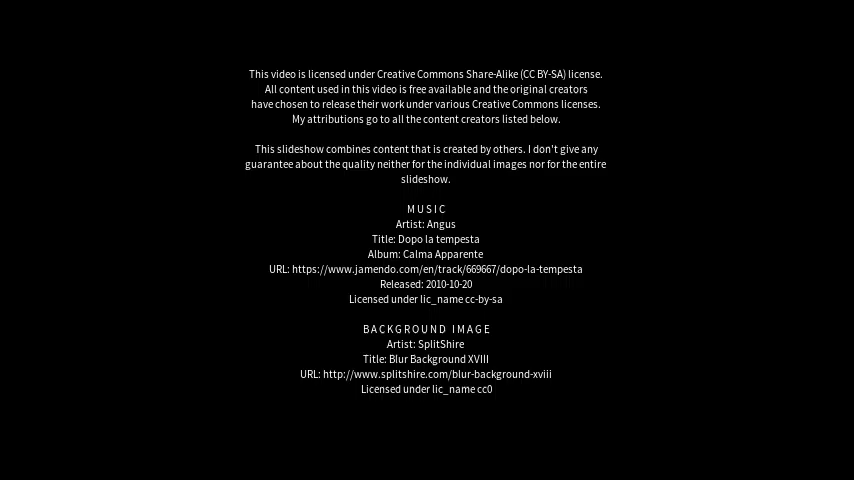 This video is licensed under Creative Commons Share-Alike (CC BY-SA) license.
All content used in this video is free available and the original creators
have chosen to release their work under various Creative Commons licenses.
My attributions go to all the content creators listed below.
This slideshow combines content that is created by others. I don't give any
guarantee about the quality neither for the individual images nor for the entire
slideshow.
MUSIC
Artist: Angus
Title: Dopo la tempesta
Album: Calma Apparente
URL: https://www.jamendo.com/en/track/669667/dopo-la-tempesta
Released: 2010-10-20
Licensed under lic_name cc-by-sa
BACKGROUND IMAGE
Artist: SplitShire
Title: Blur Background XVIII
URL: http://www.splitshire.com/blur-background-xviii
Licensed under lic_name cc0